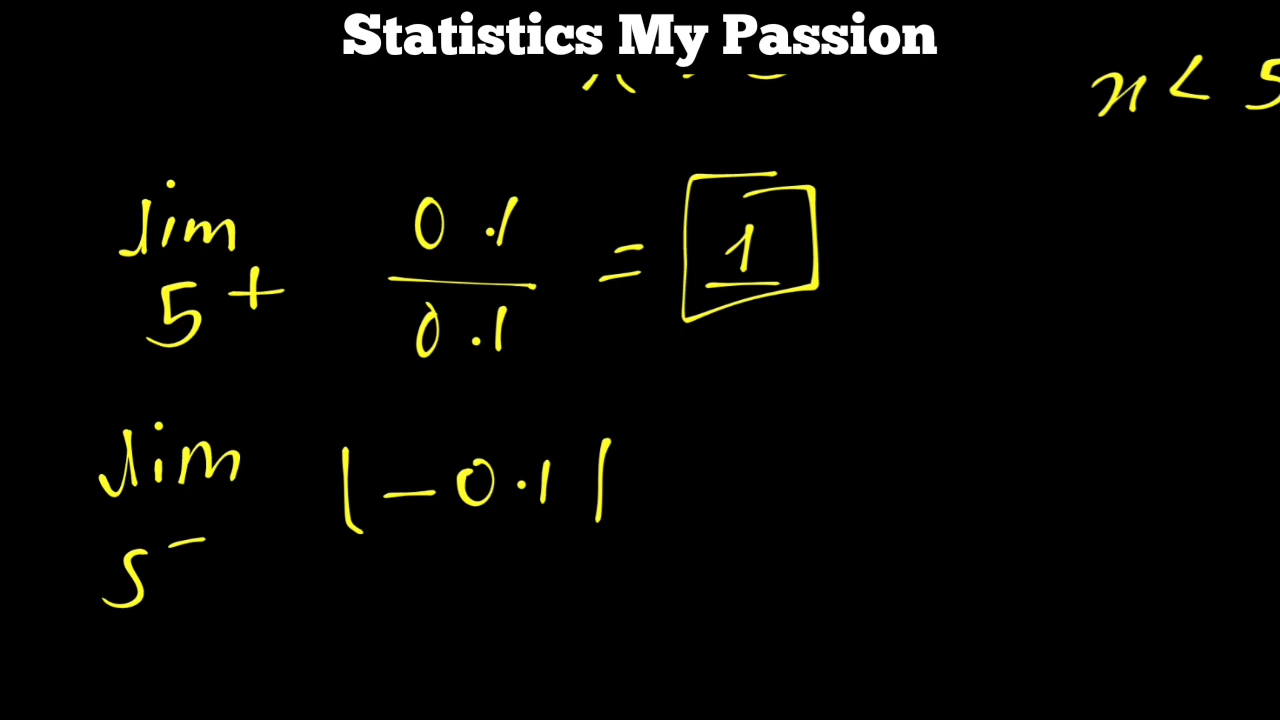 Statistics My Passion
x < 5
lim 0.1
5+ 0.1 = 1
lim |-0.1|
5-